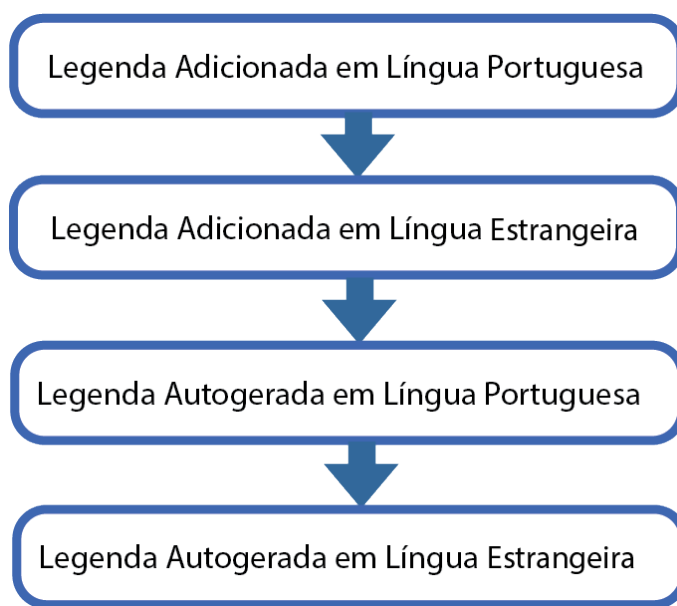 Legenda Adicionada em Língua Portuguesa
Legenda Adicionada em Língua Estrangeira
Legenda Autogerada em Língua Portuguesa
Legenda Autogerada em Língua Estrangeira